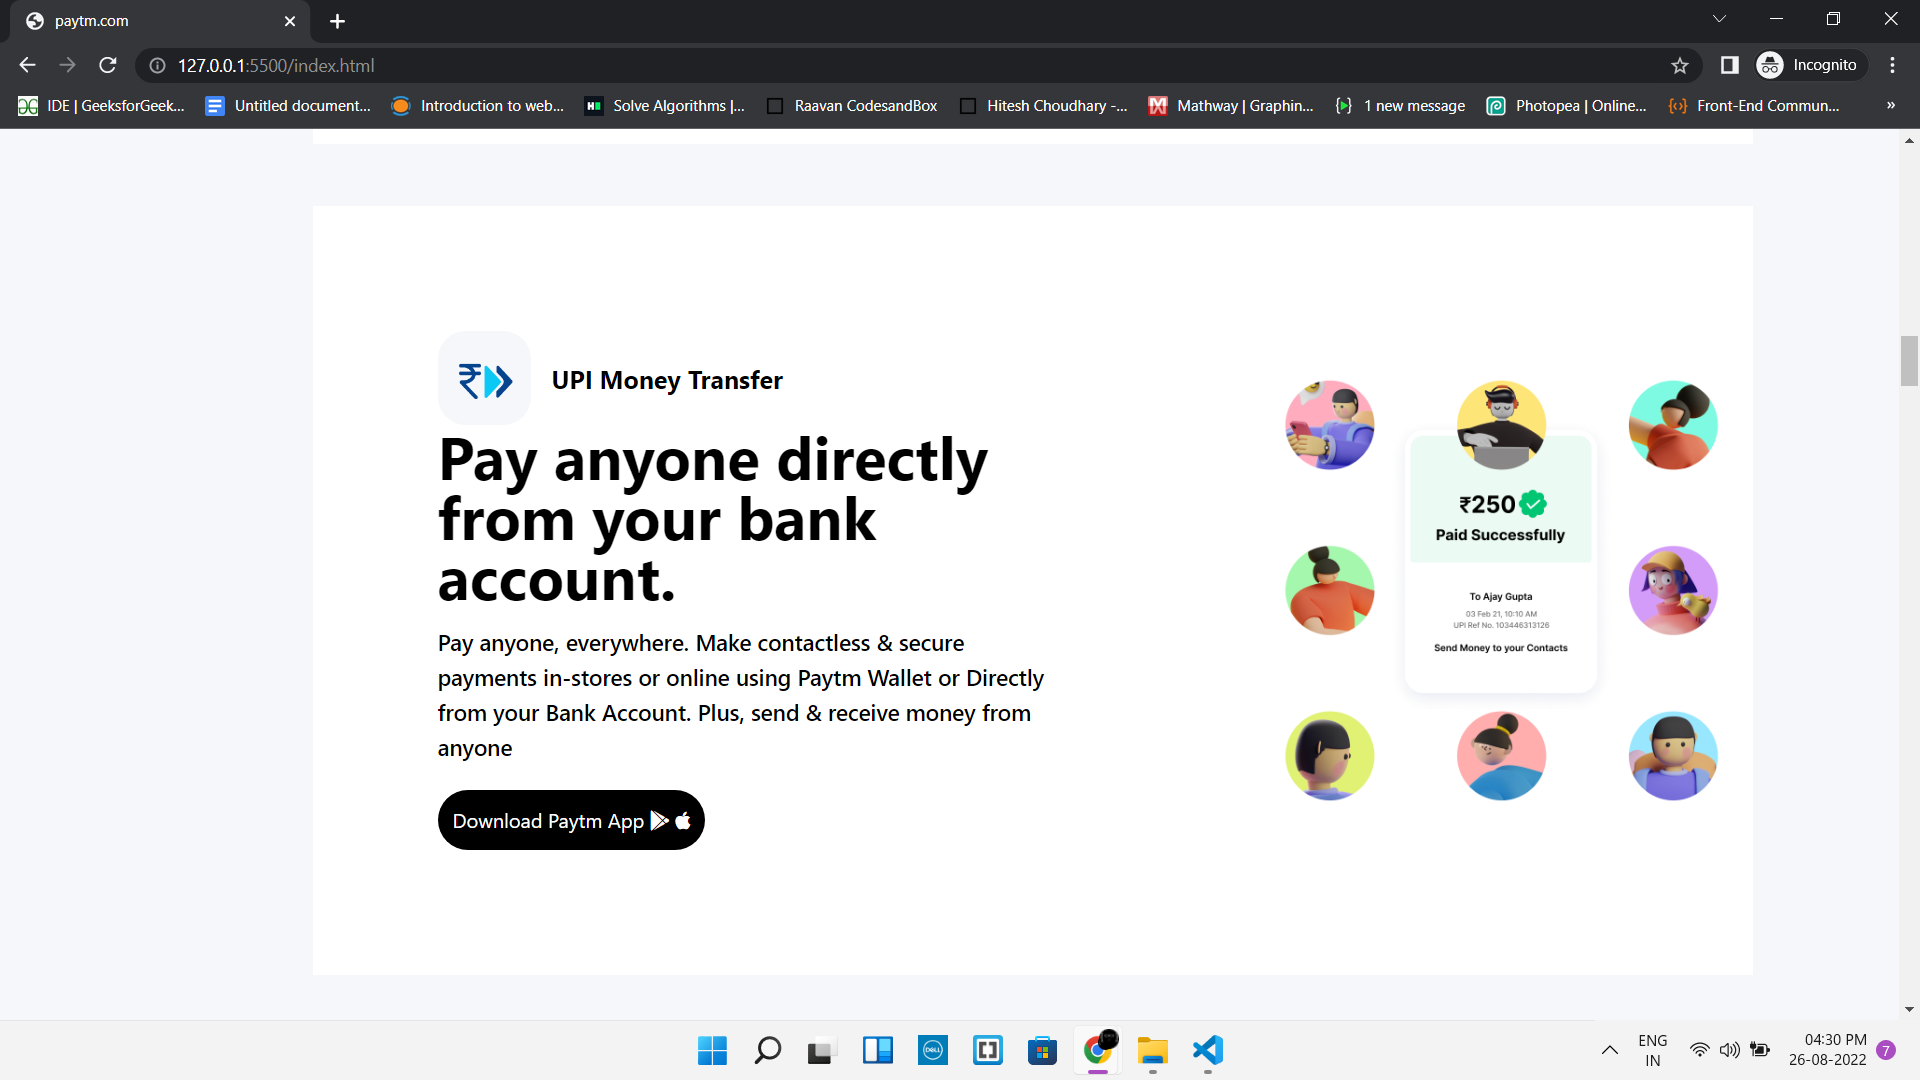 paytm.com
127.0.0.1:5500/index.html
Incognito
IDE | GeeksforGeek...
Untitled document...
Introduction to web...
Solve Algorithms |...
Raavan CodesandBox
Hitesh Choudhary -...
Mathway | Graphin...
1 new message
Photopea | Online...
Front-End Commun...
»
UPI Money Transfer
Pay anyone directly
from your bank
account.
Pay anyone, everywhere. Make contactless & secure
payments in-stores or online using Paytm Wallet or Directly
from your Bank Account. Plus, send & receive money from
anyone
Download Paytm App
₹250
Paid Successfully
To Ajay Gupta
03 Feb 21, 10:10 AM
UPI Ref No. 103446313126
Send Money to your Contacts
DELL
ENG
IN
04:30 PM
26-08-2022
7